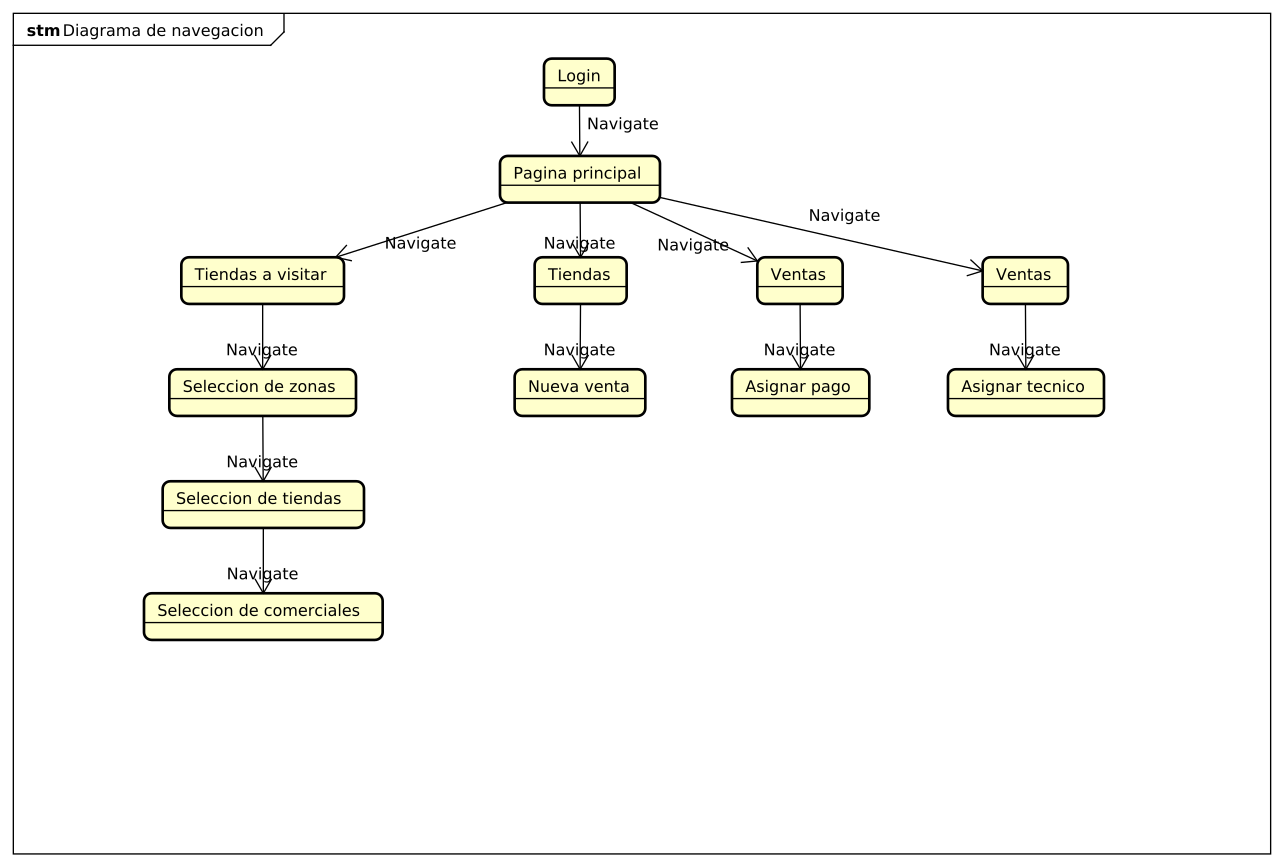 stm Diagrama de navegacion
Login
Navigate
Pagina principal
Navigate
Navigate
Navigate
Navigate
Tiendas a visitar
Tiendas
Ventas
Ventas
Navigate
Navigate
Navigate
Navigate
Seleccion de zonas
Nueva venta
Asignar pago
Asignar tecnico
Navigate
Seleccion de tiendas
Navigate
Seleccion de comerciales